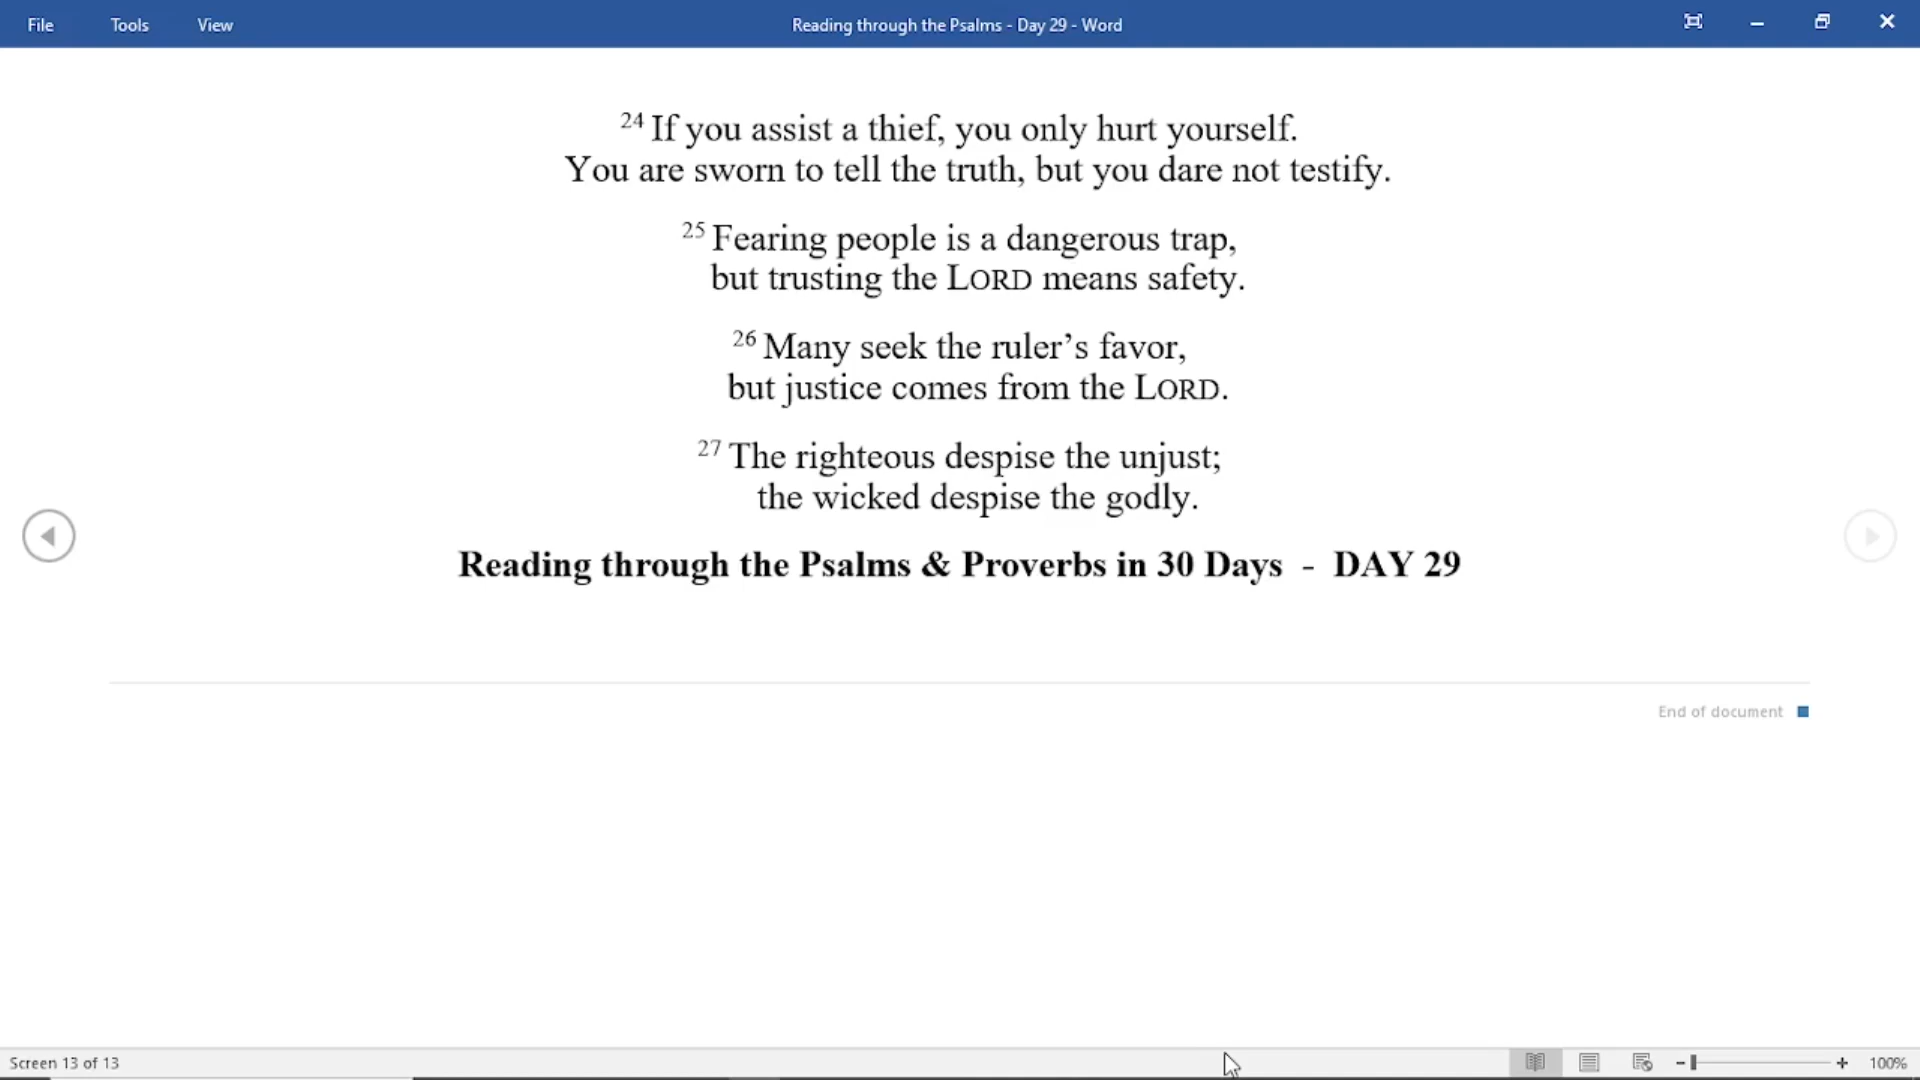 File Tools View Reading through the Psalms - Day 29 - Word
24 If you assist a thief, you only hurt yourself.
You are sworn to tell the truth, but you dare not testify.
25 Fearing people is a dangerous trap,
but trusting the LORD means safety.
26 Many seek the ruler’s favor,
but justice comes from the LORD.
27 The righteous despise the unjust;
the wicked despise the godly.
Reading through the Psalms & Proverbs in 30 Days - DAY 29
End of document
Screen 13 of 13 100%